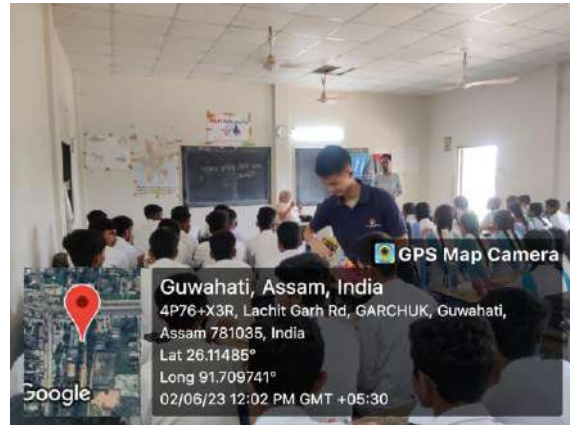 GPS Map Camera
Guwahati, Assam, India
4P76+X3R, Lachit Garh Rd, GARCHUK, Guwahati,
Assam 781035, India
Lat 26.11485°
Long 91.709741°
02/06/23 12:02 PM GMT +05:30
Google